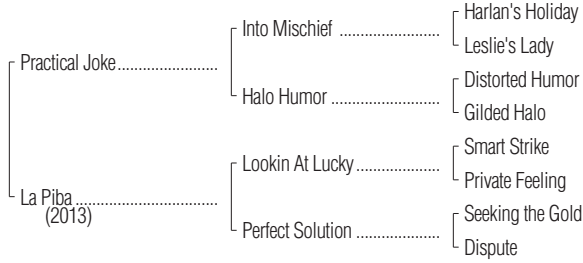 Harlan's Holiday
Into Mischief ........................
Leslie's Lady
Practical Joke........................
Distorted Humor
Halo Humor ..........................
Gilded Halo
Smart Strike
Lookin At Lucky ....................
Private Feeling
La Piba ..................................
(2013)
Seeking the Gold
Perfect Solution .....................
Dispute